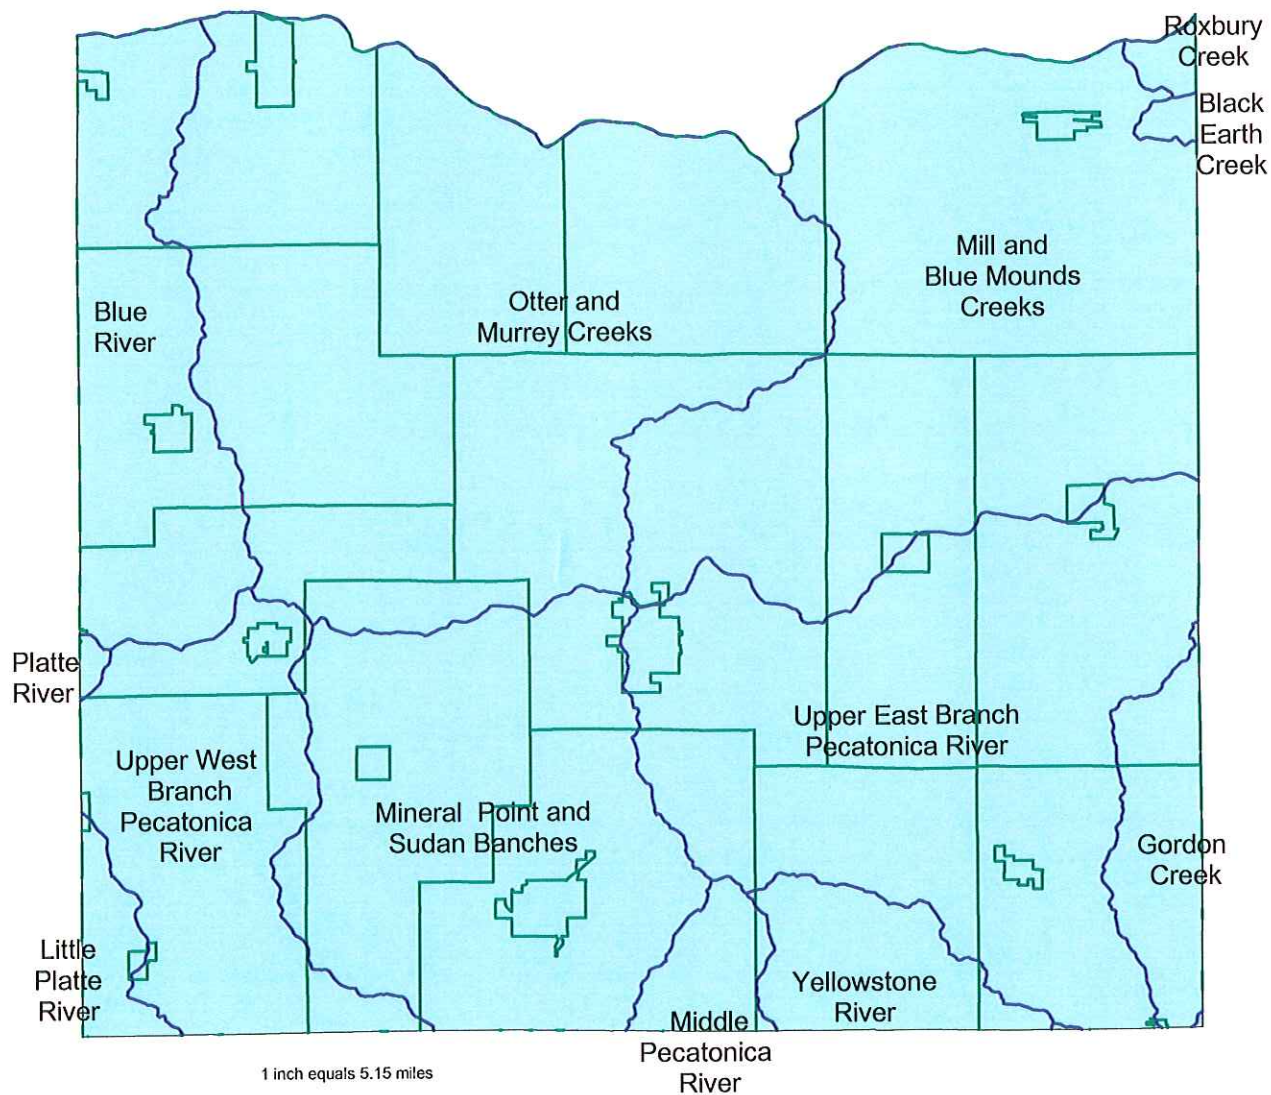 Roxbury
Creek
Black
Earth
Creek
Mill and
Blue Mounds
Creeks
Blue
River
Otter and
Murrey Creeks
Platte
River
Upper East Branch
Pecatonica River
Upper West
Branch
Pecatonica
River
Mineral Point and
Sudan Banches
Gordon
Creek
Little
Platte
River
Yellowstone
River
Middle
Pecatonica
River
1 inch equals 5.15 miles